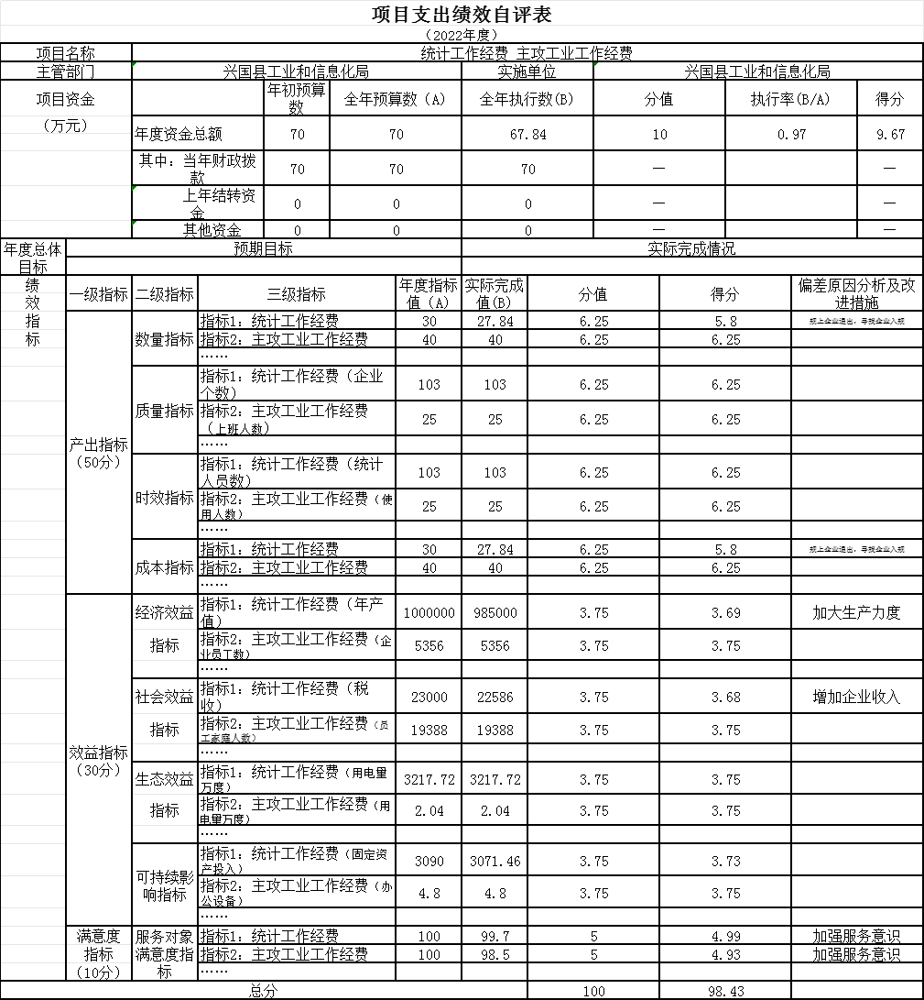 项目支出绩效自评表
（2022年度）
项目名称 统计工作经费 主攻工业工作经费
主管部门 兴国县工业和信息化局 实施单位 兴国县工业和信息化局
项目资金
（万元）
年初预算数 全年预算数（A） 全年执行数(B) 分值 执行率(B/A) 得分
年度资金总额 70 70 67.84 10 0.97 9.67
其中：当年财政拨款 70 70 70 — —
上年结转资金 0 0 0 — —
其他资金 0 0 0 — —
年度总体目标 预期目标 实际完成情况
绩效指标
一级指标 二级指标 三级指标 年度指标值（A） 实际完成值(B) 分值 得分 偏差原因分析及改进措施
产出指标（50分）
数量指标 指标1：统计工作经费 30 27.84 6.25 5.8 规上企业退出，寻找企业入规
指标2：主攻工业工作经费 40 40 6.25 6.25
……
质量指标 指标1：统计工作经费（企业个数） 103 103 6.25 6.25
指标2：主攻工业工作经费（上班人数） 25 25 6.25 6.25
……
时效指标 指标1：统计工作经费（统计人员数） 103 103 6.25 6.25
指标2：主攻工业工作经费（使用人数） 25 25 6.25 6.25
……
成本指标 指标1：统计工作经费 30 27.84 6.25 5.8 规上企业退出，寻找企业入规
指标2：主攻工业工作经费 40 40 6.25 6.25
……
效益指标（30分）
经济效益指标 指标1：统计工作经费（年产值） 1000000 985000 3.75 3.69 加大生产力度
指标2：主攻工业工作经费（企业员工数） 5356 5356 3.75 3.75
……
社会效益指标 指标1：统计工作经费（税收） 23000 22586 3.75 3.68 增加企业收入
指标2：主攻工业工作经费（员工家庭人数） 19388 19388 3.75 3.75
……
生态效益指标 指标1：统计工作经费（用电量万度） 3217.72 3217.72 3.75 3.75
指标2：主攻工业工作经费（用电量万度） 2.04 2.04 3.75 3.75
……
可持续影响指标 指标1：统计工作经费（固定资产投入） 3090 3071.46 3.75 3.73
指标2：主攻工业工作经费（办公设备） 4.8 4.8 3.75 3.75
……
满意度指标（10分） 服务对象满意度指标 指标1：统计工作经费 100 99.7 5 4.99 加强服务意识
指标2：主攻工业工作经费 100 98.5 5 4.93 加强服务意识
……
总分 100 98.43